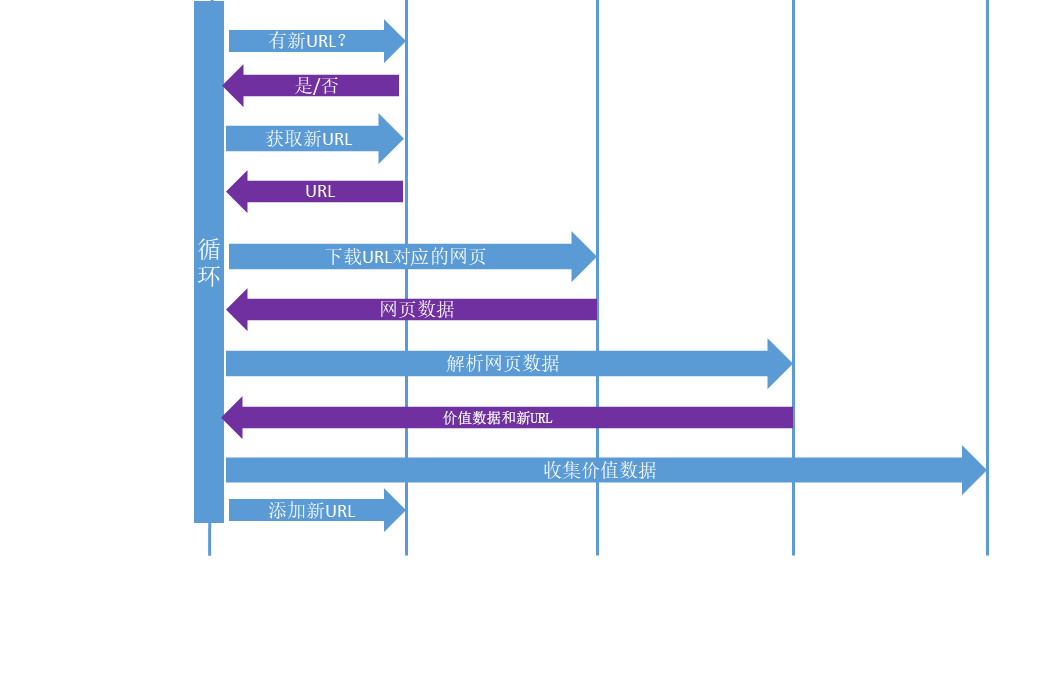 有新URL？
是/否
获取新URL
URL
循
环
下载URL对应的网页
网页数据
解析网页数据
价值数据和新URL
收集价值数据
添加新URL